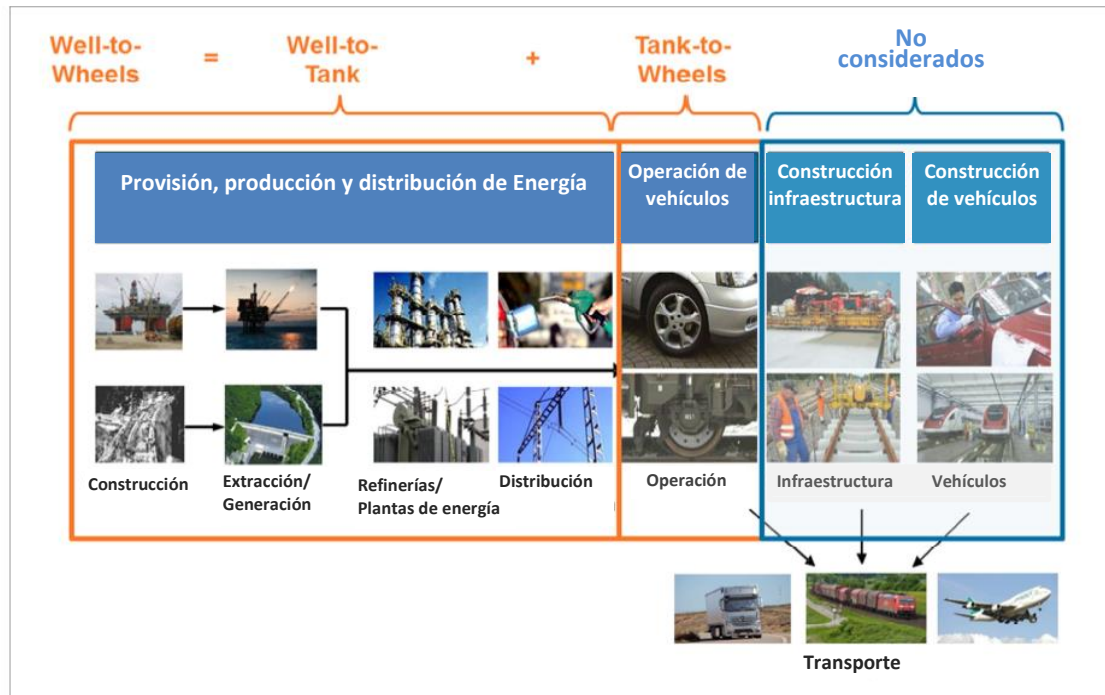 Well-to-
Wheels
=
Well-to-
Tank
+
Tank-to-
Wheels
No
considerados
Provisión, producción y distribución de Energía
Operación de
vehículos
Construcción
infraestructura
Construcción
de vehículos
Construcción
Extracción/
Generación
Refinerías/
Plantas de energía
Distribución
Operación
Infraestructura
Vehículos
Transporte